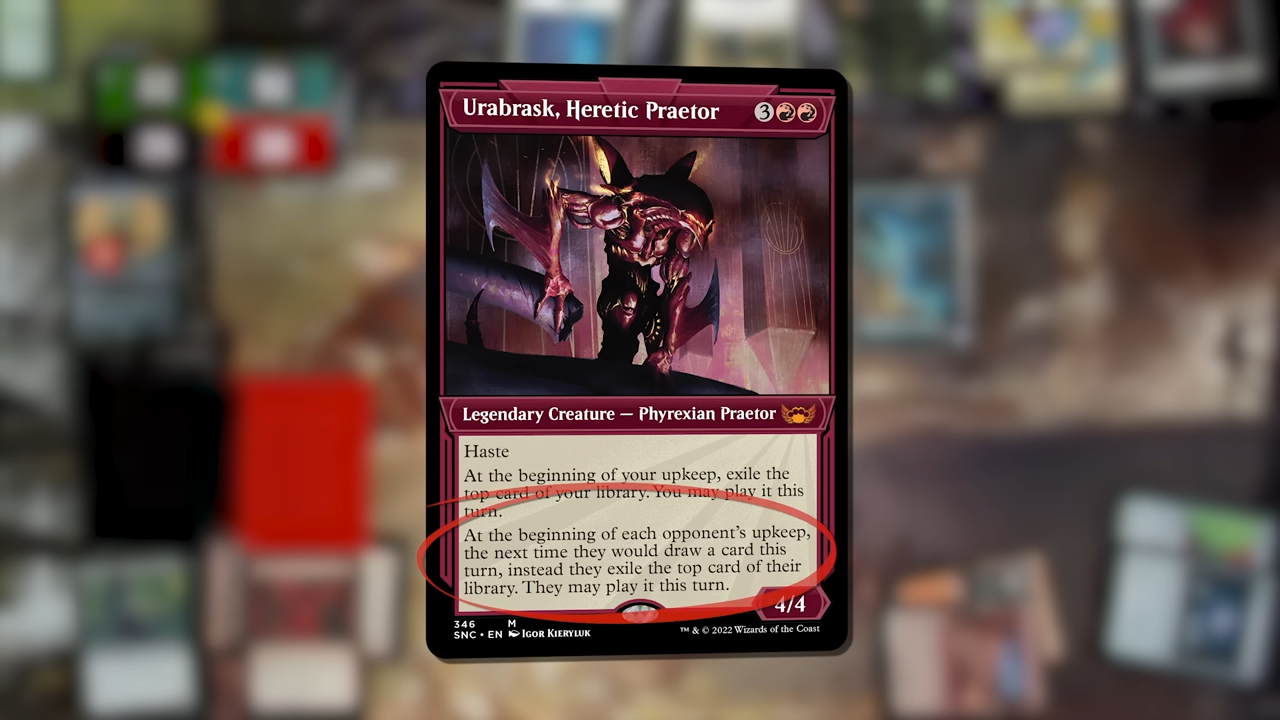 Urabrask, Heretic Praetor 3
Legendary Creature — Phyrexian Praetor
Haste
At the beginning of your upkeep, exile the
top card of your library. You may play it this
turn.
At the beginning of each opponent's upkeep,
the next time they would draw a card this
turn, instead they exile the top card of their
library. They may play it this turn.
4/4
346 M
SNC • EN Igor Kieryluk
™ & © 2022 Wizards of the Coast